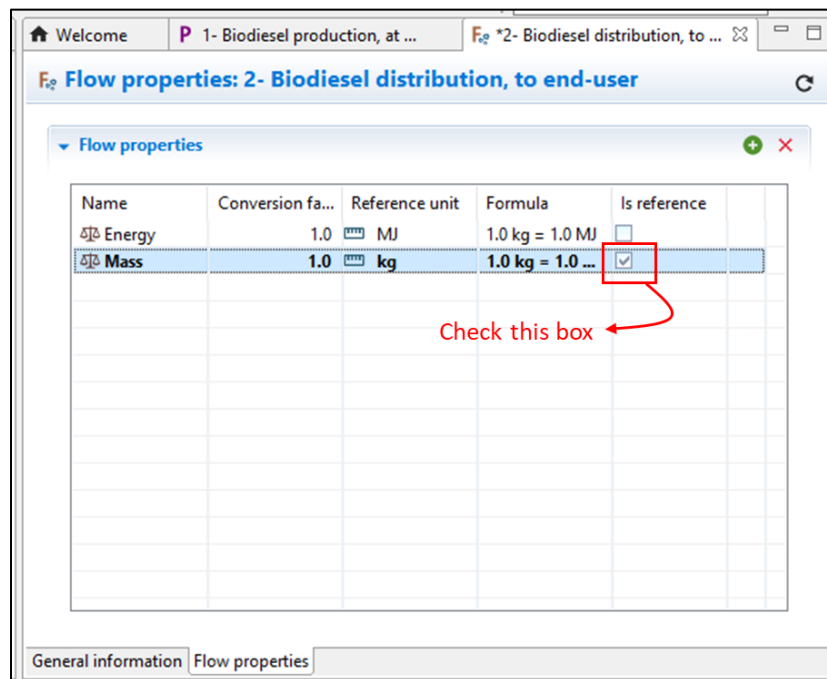 Welcome
P 1- Biodiesel production, at ...
*2- Biodiesel distribution, to ...
Flow properties: 2- Biodiesel distribution, to end-user
Flow properties
Name Conversion fa... Reference unit Formula Is reference
Energy 1.0 MJ 1.0 kg = 1.0 MJ
Mass 1.0 kg 1.0 kg = 1.0 ...
Check this box
General information Flow properties